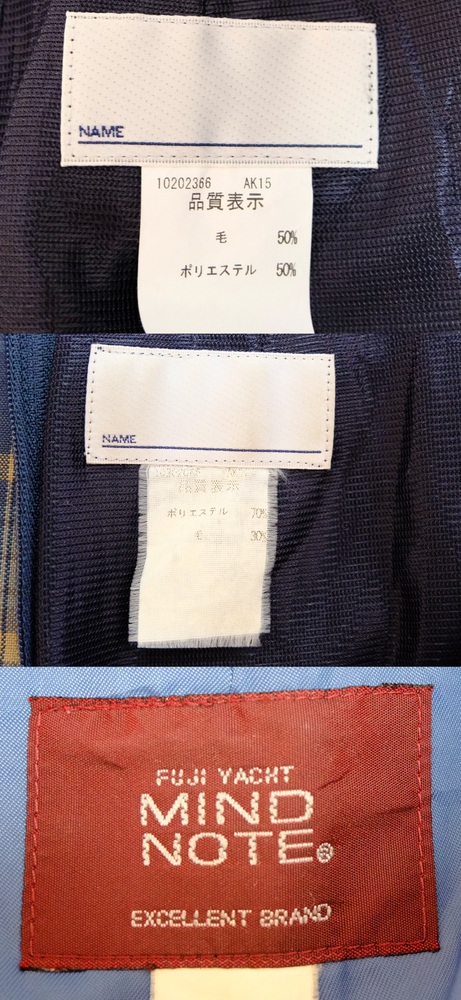 NAME
10202366 AK15
品質表示
毛 50%
ポリエステル 50%
NAME
品質表示
ポリエステル 70%
毛 30%
FUJI YACHT
MIND
NOTE®
EXCELLENT BRAND